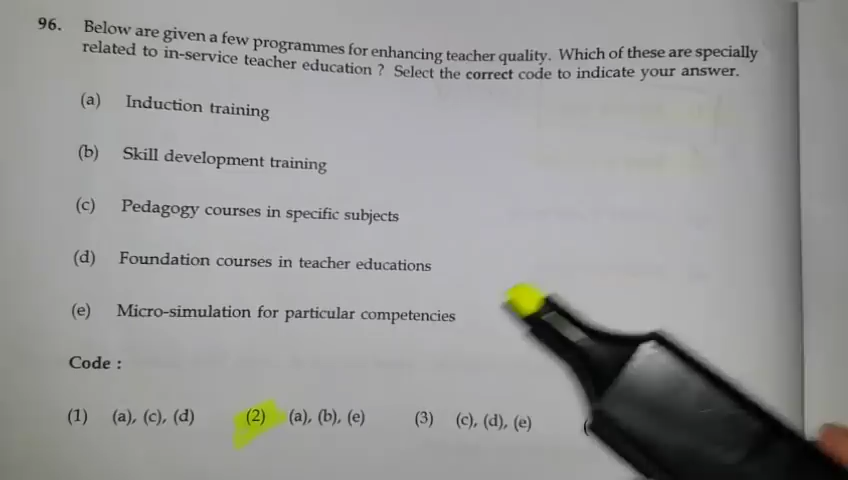 96. Below are given a few programmes for enhancing teacher quality. Which of these are specially
related to in-service teacher education ? Select the correct code to indicate your answer.
(a) Induction training
(b) Skill development training
(c) Pedagogy courses in specific subjects
(d) Foundation courses in teacher educations
(e) Micro-simulation for particular competencies
Code :
(1) (a), (c), (d) (2) (a), (b), (e) (3) (c), (d), (e)